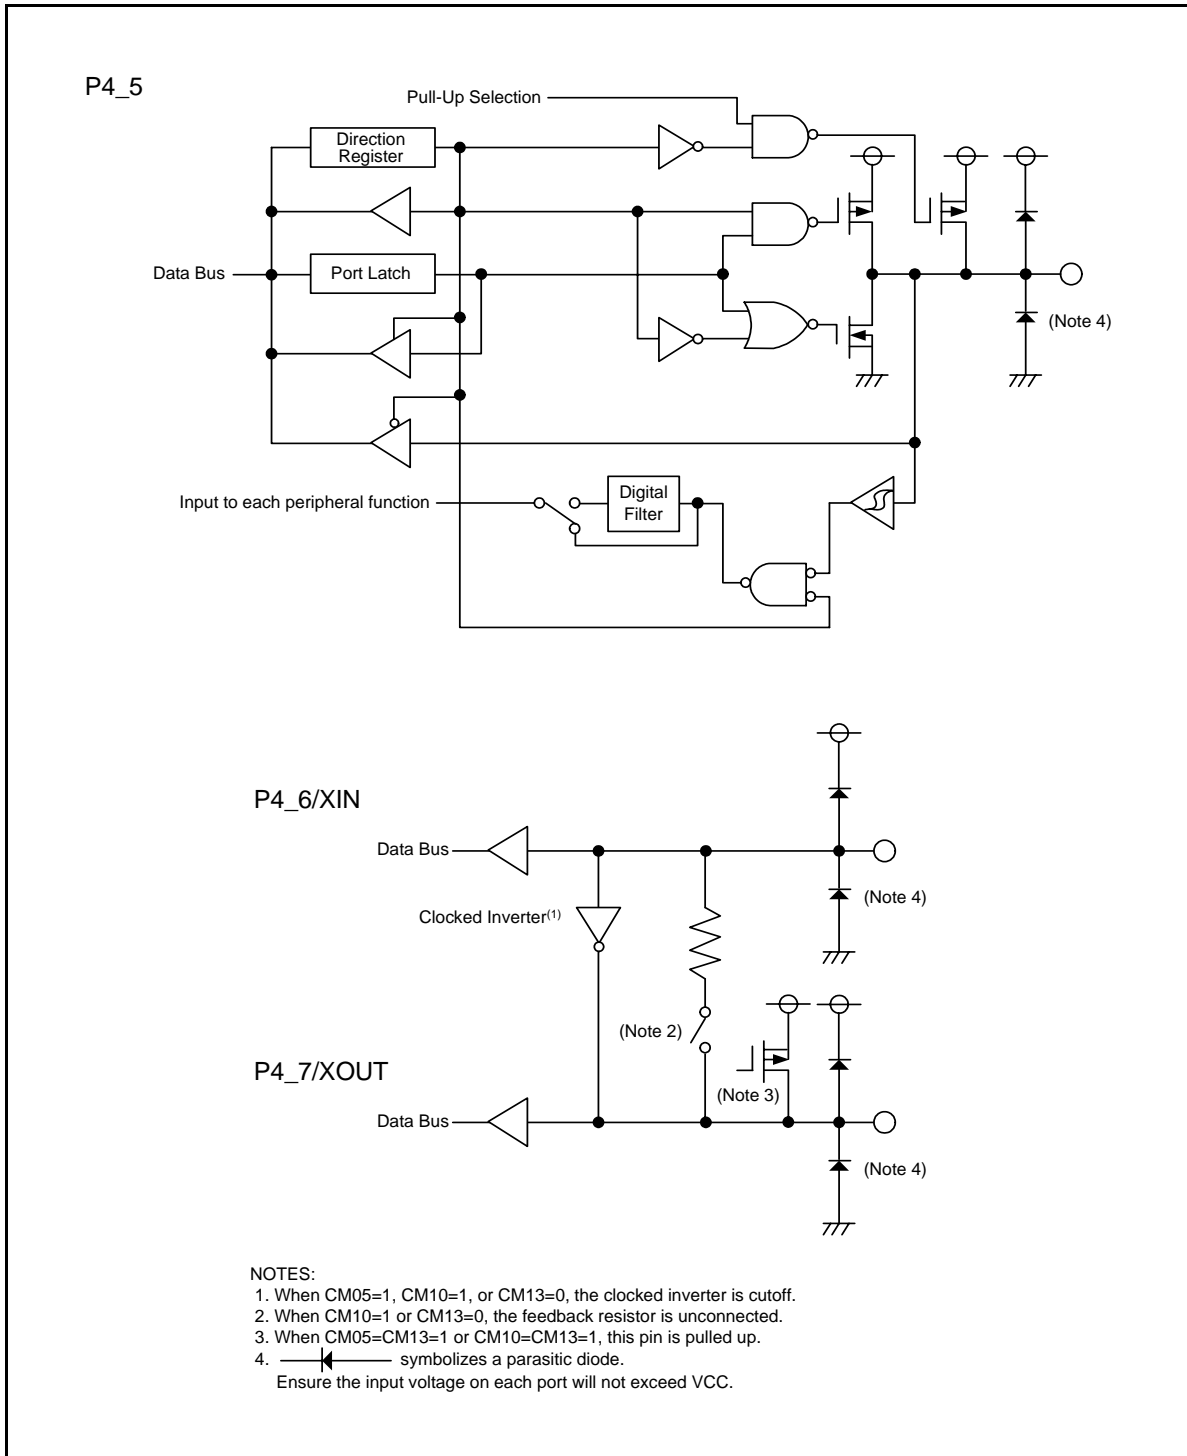 P4_5
Pull-Up Selection
Direction
Register
Data Bus
Port Latch
(Note 4)
Input to each peripheral function
Digital
Filter
P4_6/XIN
Data Bus
(Note 4)
Clocked Inverter(1)
(Note 2)
P4_7/XOUT
(Note 3)
Data Bus
(Note 4)
NOTES:
1. When CM05=1, CM10=1, or CM13=0, the clocked inverter is cutoff.
2. When CM10=1 or CM13=0, the feedback resistor is unconnected.
3. When CM05=CM13=1 or CM10=CM13=1, this pin is pulled up.
4. symbolizes a parasitic diode.
Ensure the input voltage on each port will not exceed VCC.